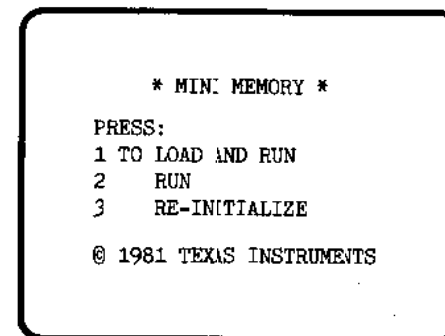 * MINI MEMORY *
PRESS:
1 TO LOAD AND RUN
2 RUN
3 RE-INITIALIZE
© 1981 TEXAS INSTRUMENTS